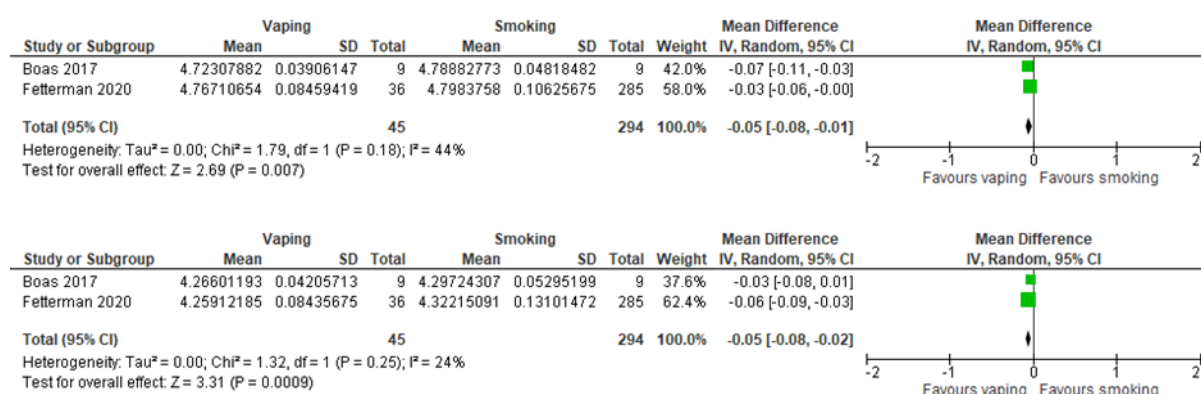 Vaping Smoking Mean Difference Mean Difference
Study or Subgroup Mean SD Total Mean SD Total Weight IV, Random, 95% CI IV, Random, 95% CI
Boas 2017 4.72307882 0.03906147 9 4.78882773 0.04818482 9 42.0% -0.07 [-0.11, -0.03]
Fetterman 2020 4.76710654 0.08459419 36 4.7983758 0.10625675 285 58.0% -0.03 [-0.06, -0.00]
Total (95% CI) 45 294 100.0% -0.05 [-0.08, -0.01]
Heterogeneity: Tau² = 0.00; Chi² = 1.79, df = 1 (P = 0.18); I² = 44%
Test for overall effect: Z = 2.69 (P = 0.007)
-2 -1 0 1 2
Favours vaping Favours smoking
Vaping Smoking Mean Difference Mean Difference
Study or Subgroup Mean SD Total Mean SD Total Weight IV, Random, 95% CI IV, Random, 95% CI
Boas 2017 4.26601193 0.04205713 9 4.29724307 0.05295199 9 37.6% -0.03 [-0.08, 0.01]
Fetterman 2020 4.25912185 0.08435675 36 4.32215091 0.13101472 285 62.4% -0.06 [-0.09, -0.03]
Total (95% CI) 45 294 100.0% -0.05 [-0.08, -0.02]
Heterogeneity: Tau² = 0.00; Chi² = 1.32, df = 1 (P = 0.25); I² = 24%
Test for overall effect: Z = 3.31 (P = 0.0009)
-2 -1 0 1 2
Favours vaping Favours smoking